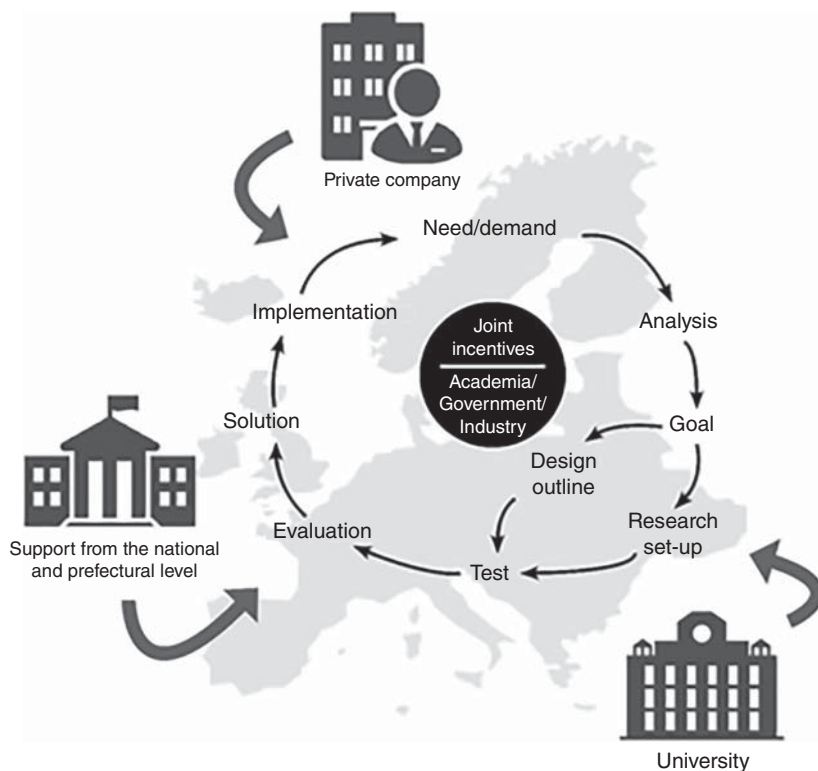 Private company
Need/demand
Implementation
Joint
incentives
Academia/
Government/
Industry
Analysis
Solution
Goal
Design
outline
Evaluation
Research
set-up
Support from the national
and prefectural level
Test
University